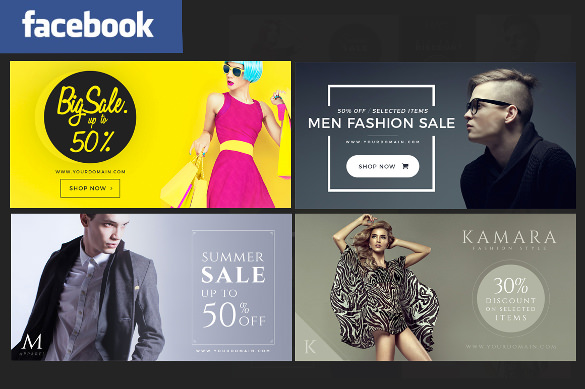 facebook
Big Sale.
up to
50%
WWW.YOURDOMAIN.COM
SHOP NOW ›
50% OFF / SELECTED ITEMS
MEN FASHION SALE
WWW.YOURDOMAIN.COM
SHOP NOW
M
APPAREL
SUMMER
SALE
UP TO
50% OFF
WWW.YOURDOMAIN.COM
K
KAMARA
FASHION STYLE
30%
DISCOUNT
ON SELECTED
ITEMS
WWW.YOURDOMAIN.COM